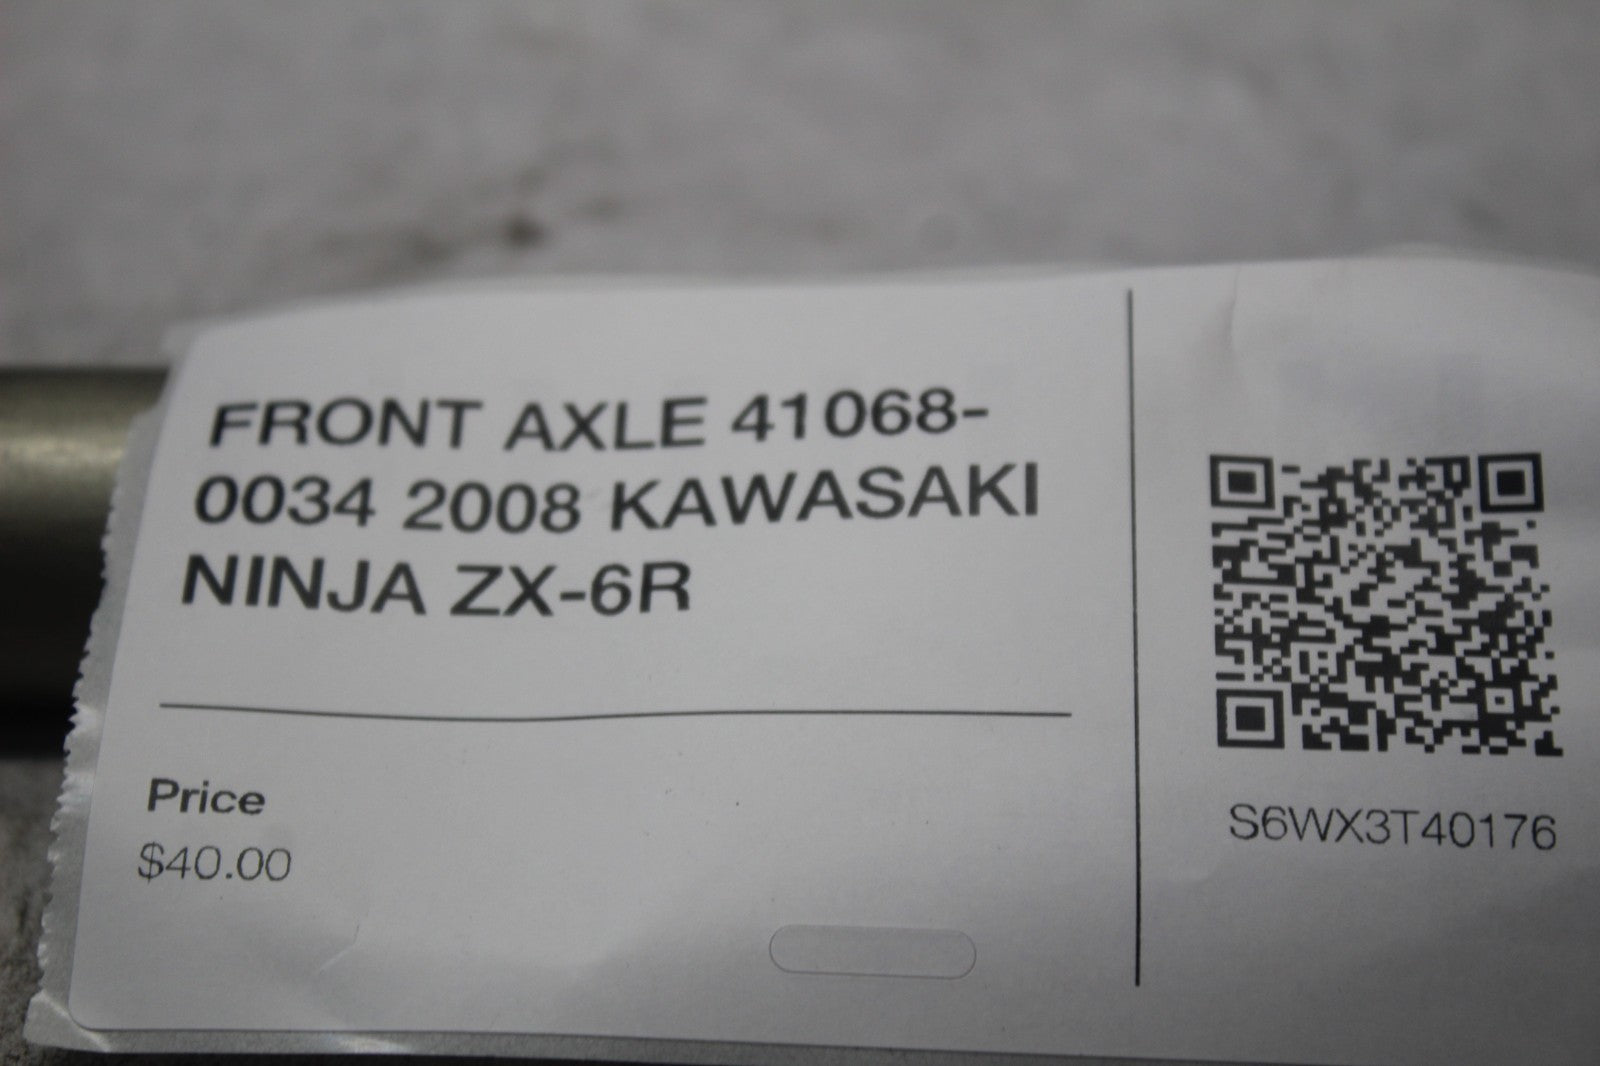 FRONT AXLE 41068-
0034 2008 KAWASAKI
NINJA ZX-6R
Price
$40.00
S6WX3T40176